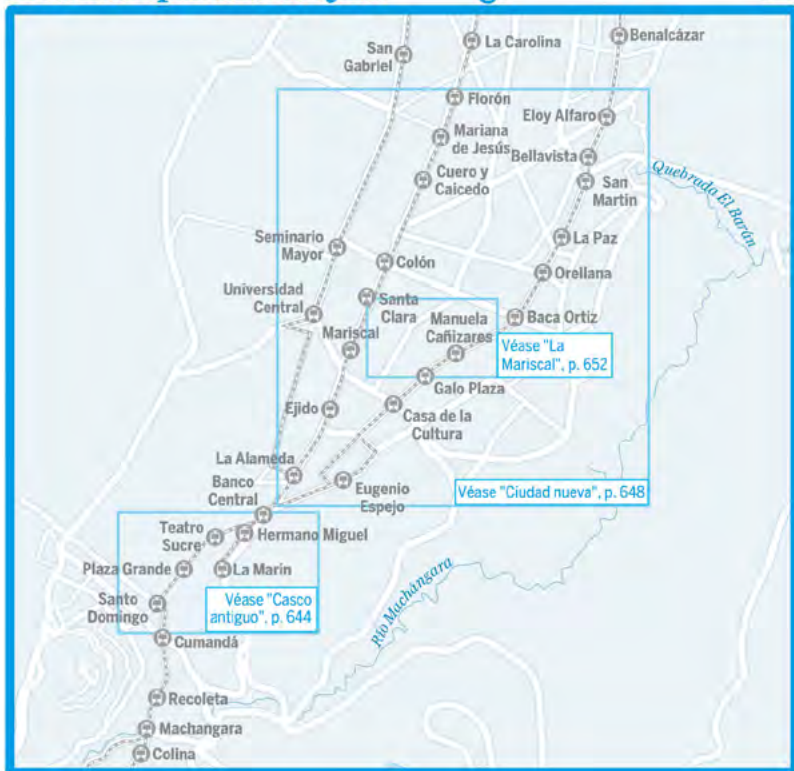 San
Gabriel
La Carolina
Benalcázar
Florón
Eloy Alfaro
Mariana
de Jesús
Bellavista
Cuero y
Caicedo
San
Martín
Quebrada El Barán
Seminario
Mayor
La Paz
Colón
Orellana
Universidad
Central
Santa
Clara
Baca Ortíz
Mariscal
Manuela
Cañizares
Véase "La
Mariscal", p. 652
Galo Plaza
Ejido
Casa de la
Cultura
La Alameda
Banco
Central
Eugenio
Espejo
Véase "Ciudad nueva", p. 648
Teatro
Sucre
Hermano Miguel
Plaza Grande
La Marín
Río Machángara
Santo
Domingo
Véase "Casco
antiguo", p. 644
Cumandá
Recoleta
Machangara
Colina